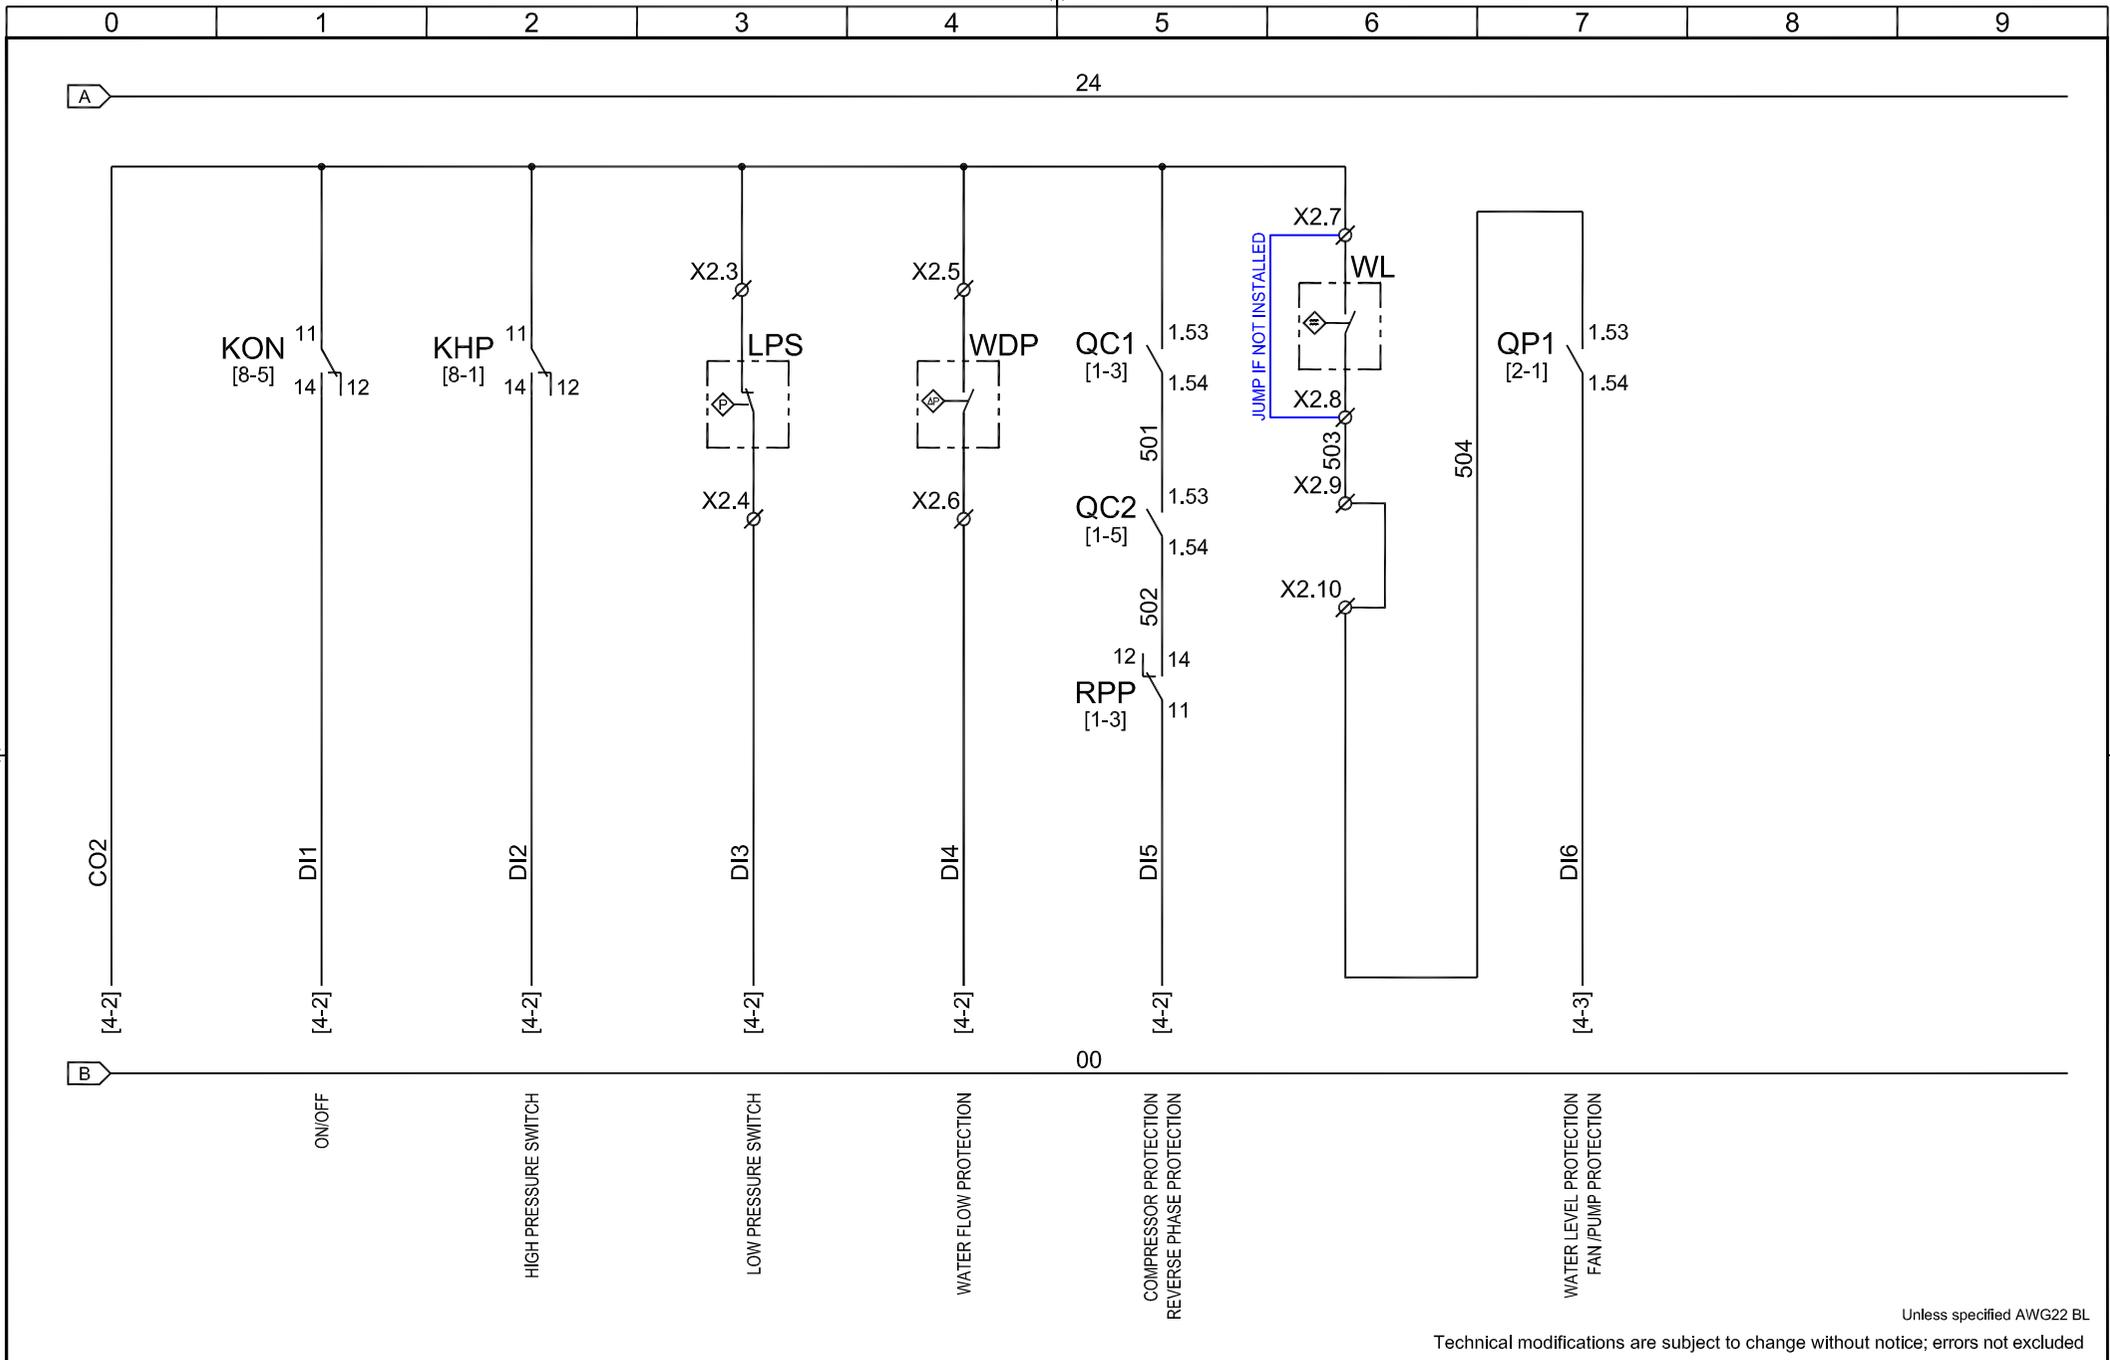 0 1 2 3 4 5 6 7 8 9
A
24
X2.7
WL
X2.3
X2.5
JUMP IF NOT INSTALLED
11
KON
[8-5]
14 12
11
KHP
[8-1]
14 12
LPS
P
WDP
ΔP
1.53
QC1
[1-3]
1.54
1.53
QP1
[2-1]
1.54
X2.8
501
503
504
X2.9
X2.4
X2.6
1.53
QC2
[1-5]
1.54
502
X2.10
12 14
RPP
[1-3]
11
CO2
DI1
DI2
DI3
DI4
DI5
DI6
[4-2]
[4-2]
[4-2]
[4-2]
[4-2]
[4-2]
[4-3]
00
B
ON/OFF
HIGH PRESSURE SWITCH
LOW PRESSURE SWITCH
WATER FLOW PROTECTION
COMPRESSOR PROTECTION
REVERSE PHASE PROTECTION
WATER LEVEL PROTECTION
FAN /PUMP PROTECTION
Unless specified AWG22 BL
Technical modifications are subject to change without notice; errors not excluded